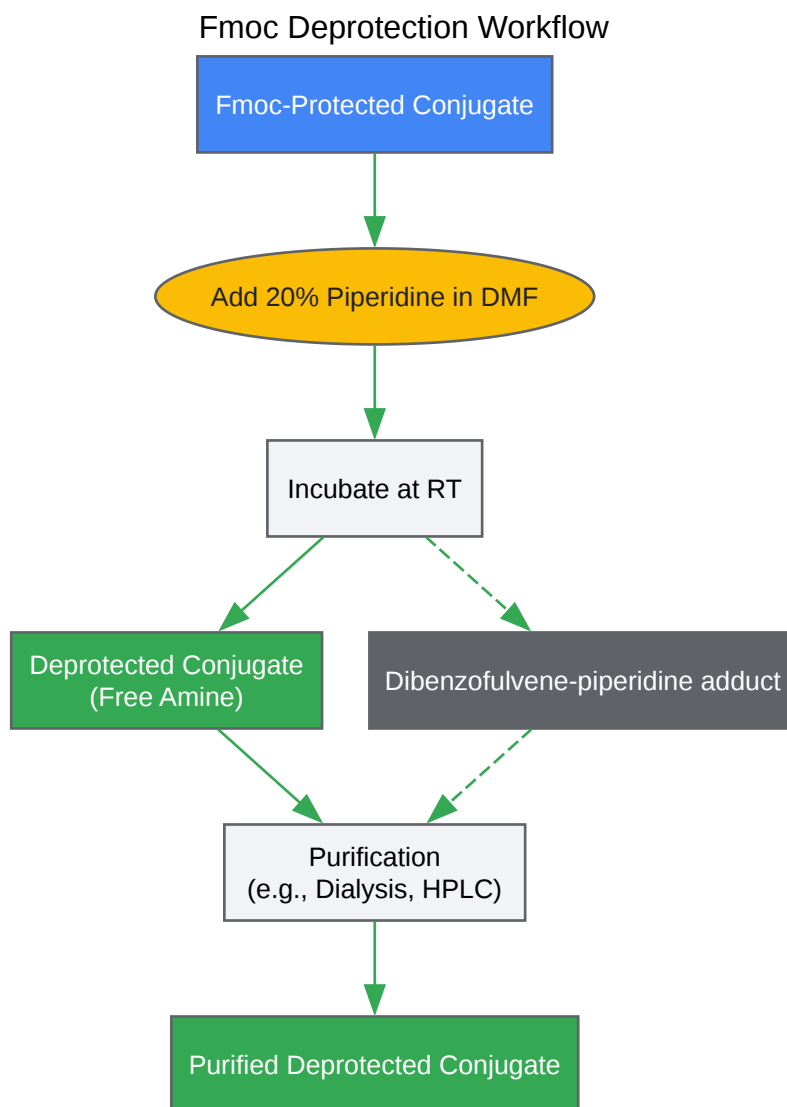 Fmoc Deprotection Workflow
Fmoc-Protected Conjugate
Add 20% Piperidine in DMF
Incubate at RT
Deprotected Conjugate
(Free Amine)
Dibenzofulvene-piperidine adduct
Purification
(e.g., Dialysis, HPLC)
Purified Deprotected Conjugate